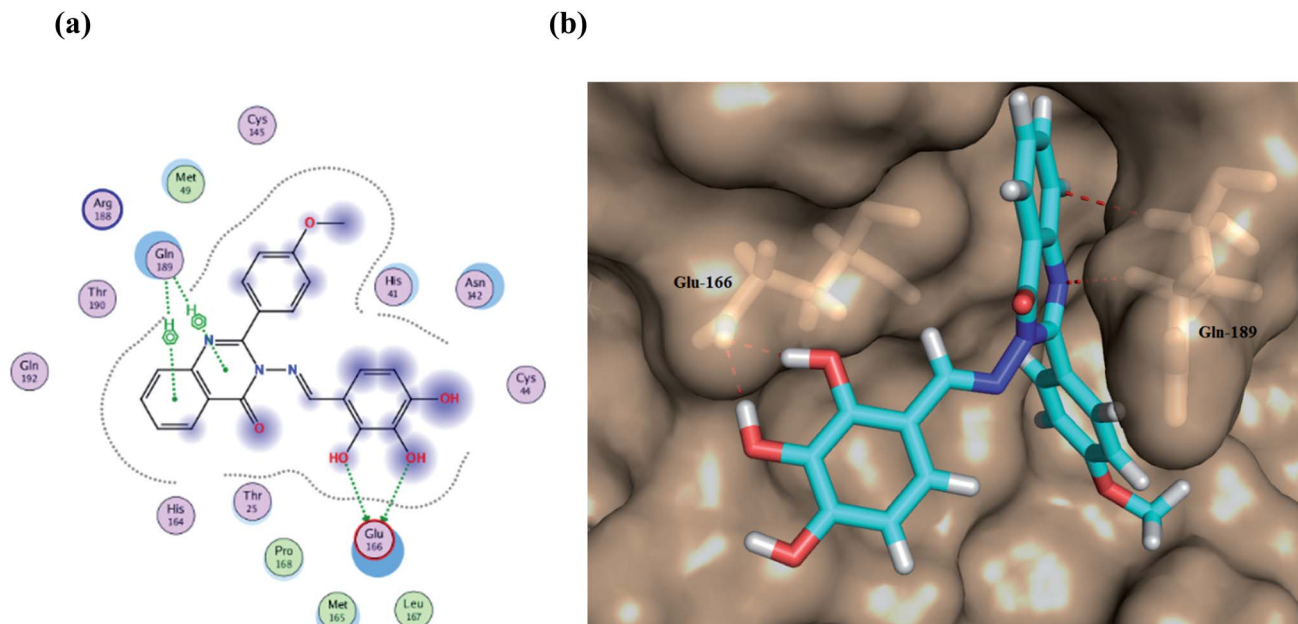 (a)
(b)
Cys
145
Met
49
Arg
188
Gln
189
Thr
190
Gln
192
O
His
41
Asn
142
H
H
N
N
N
O
OH
HO
OH
Cys
44
His
164
Thr
25
Glu
166
Pro
168
Met
165
Leu
167
Glu-166
Gln-189